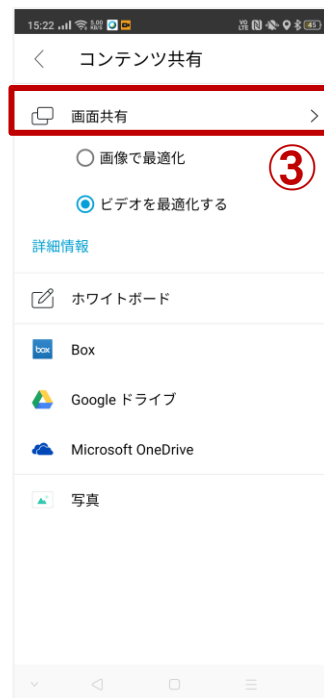 15:22
45
コンテンツ共有
画面共有
③
画像で最適化
ビデオを最適化する
詳細情報
ホワイトボード
box
Box
Google ドライブ
Microsoft OneDrive
写真